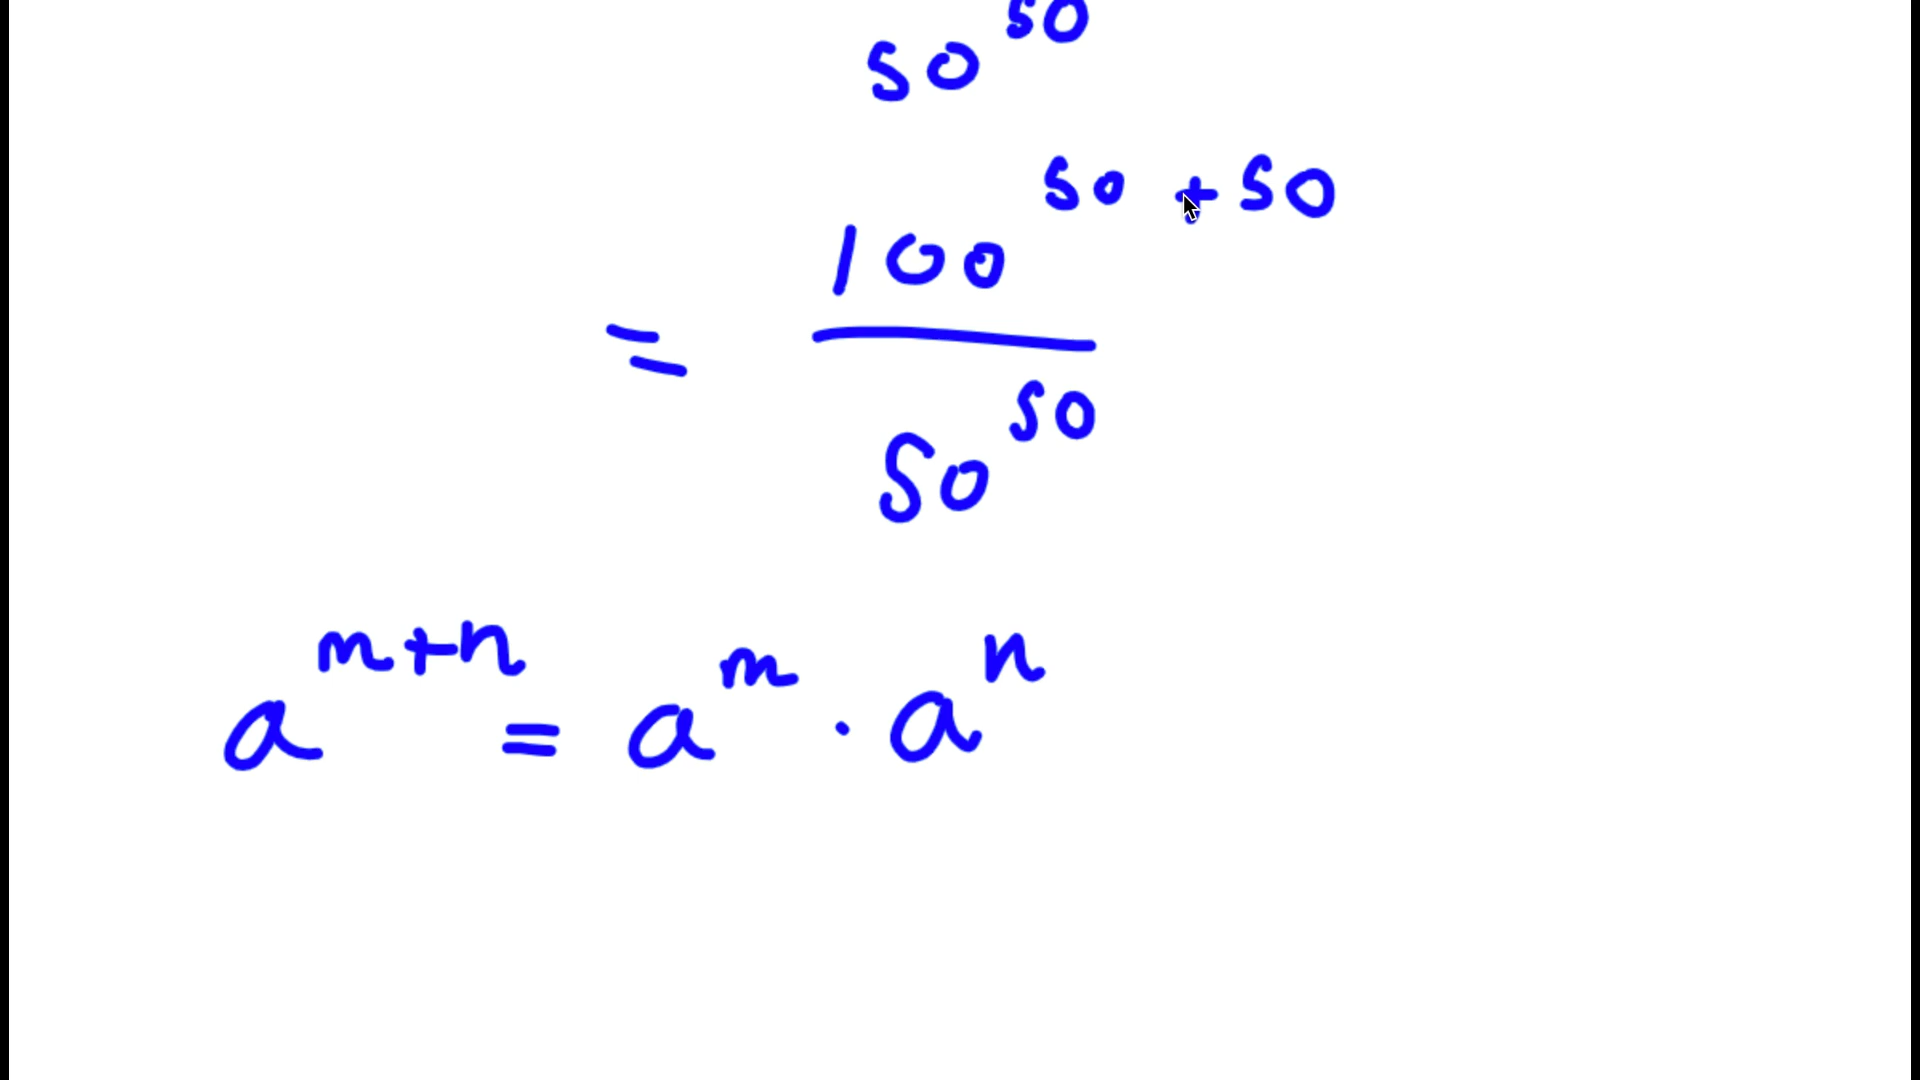 50^50
= 100^(50 + 50) / 50^50
a^(m+n) = a^m · a^n